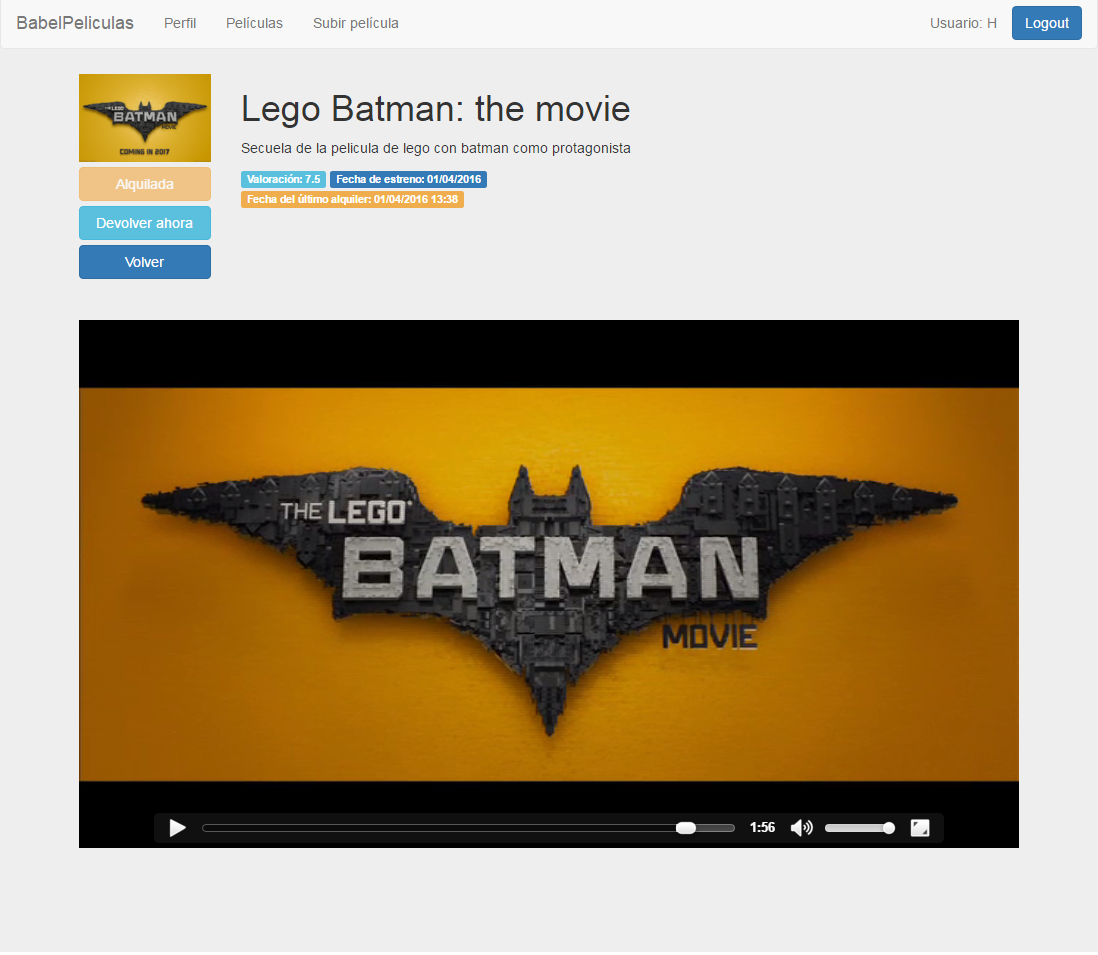 BabelPeliculas Perfil Películas Subir película Usuario: H Logout
THE LEGO
BATMAN
MOVIE
COMING IN 2017
Alquilada
Devolver ahora
Volver
Lego Batman: the movie
Secuela de la pelicula de lego con batman como protagonista
Valoración: 7.5 Fecha de estreno: 01/04/2016
Fecha del último alquiler: 01/04/2016 13:38
THE LEGO®
BATMAN
MOVIE
1:56